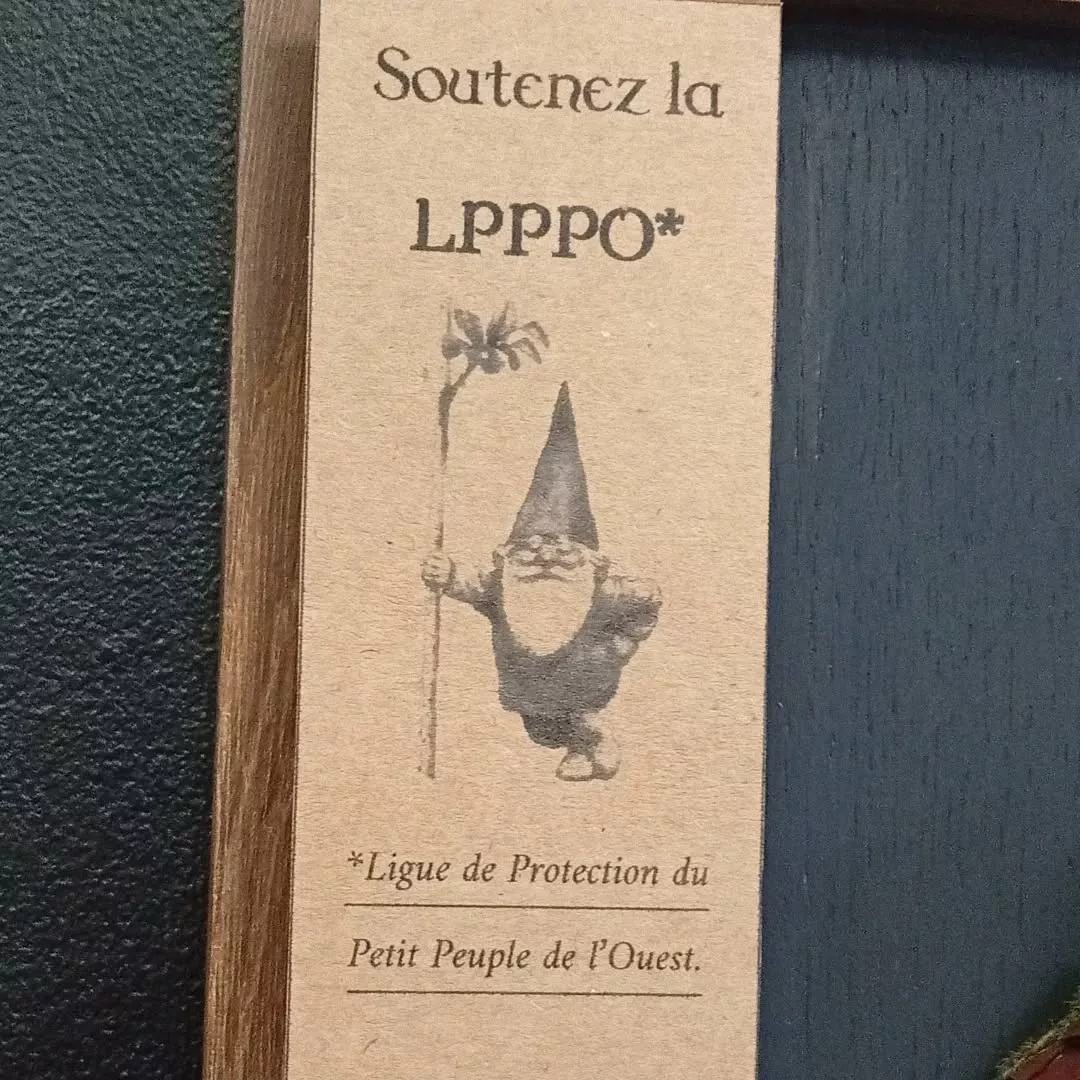 Soutenez la
LPPPO*
*Ligue de Protection du
Petit Peuple de l'Ouest.